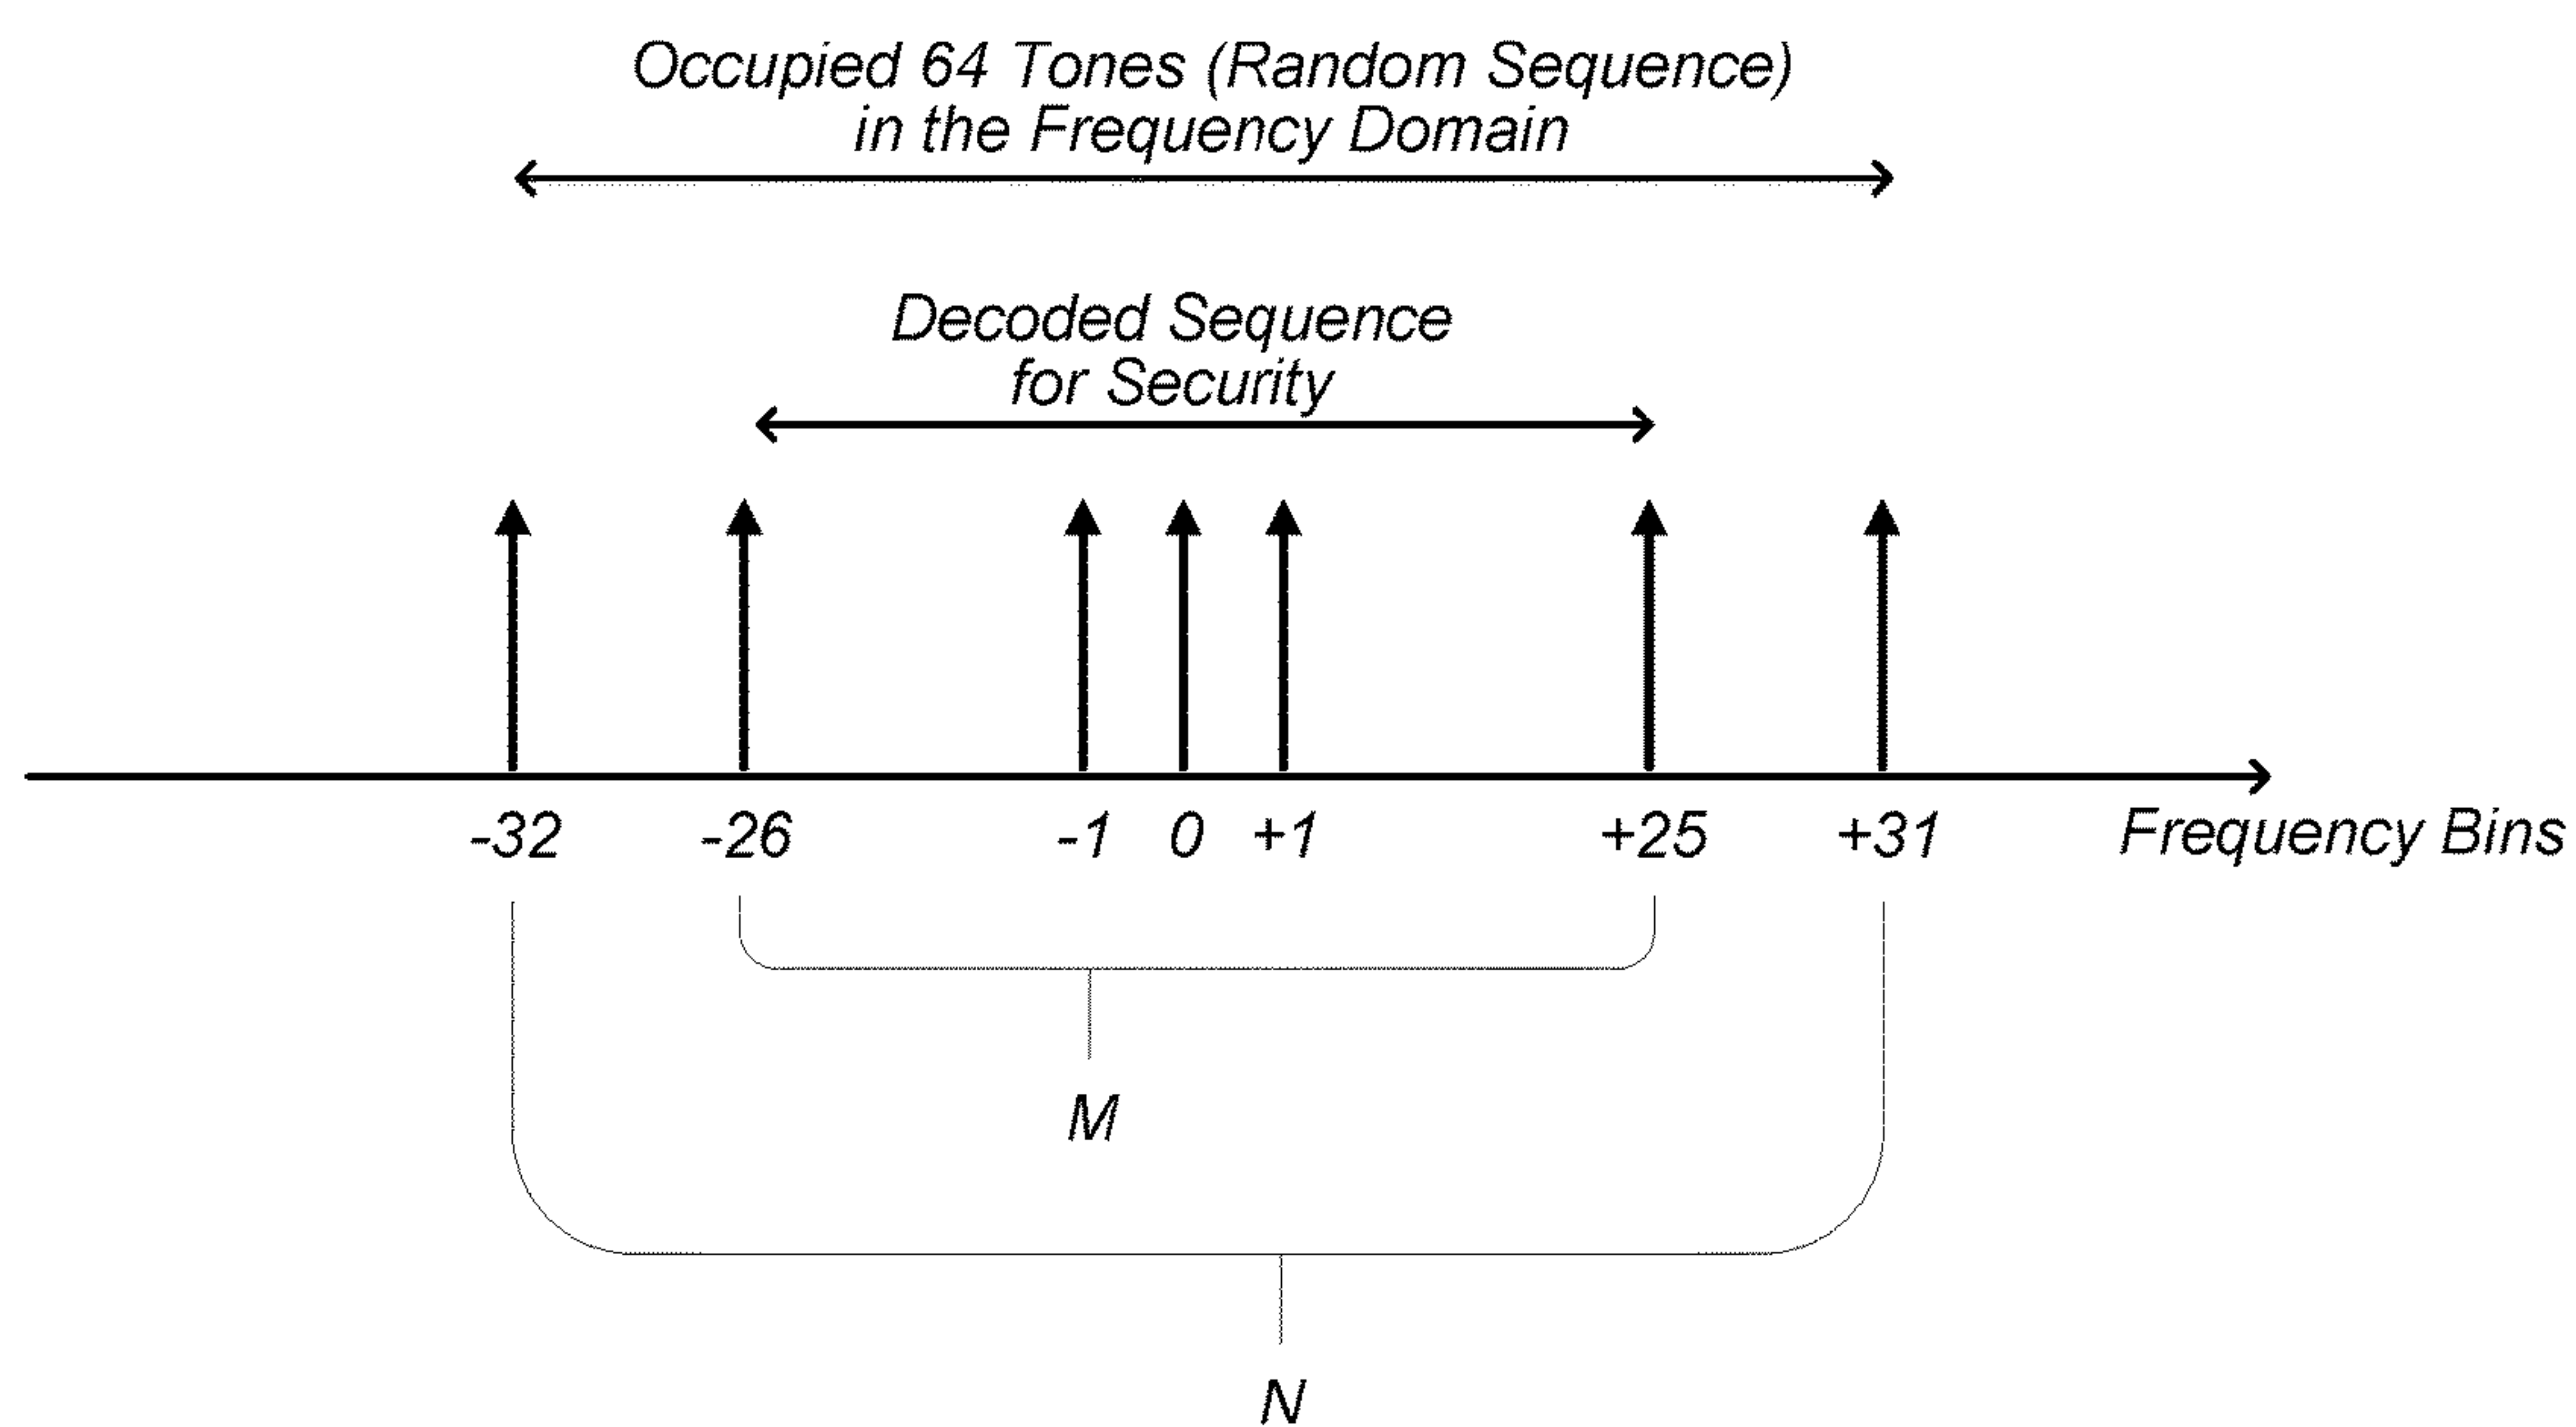 Occupied 64 Tones (Random Sequence)
in the Frequency Domain
Decoded Sequence
for Security
-32 -26 -1 0 +1 +25 +31 Frequency Bins
M
N